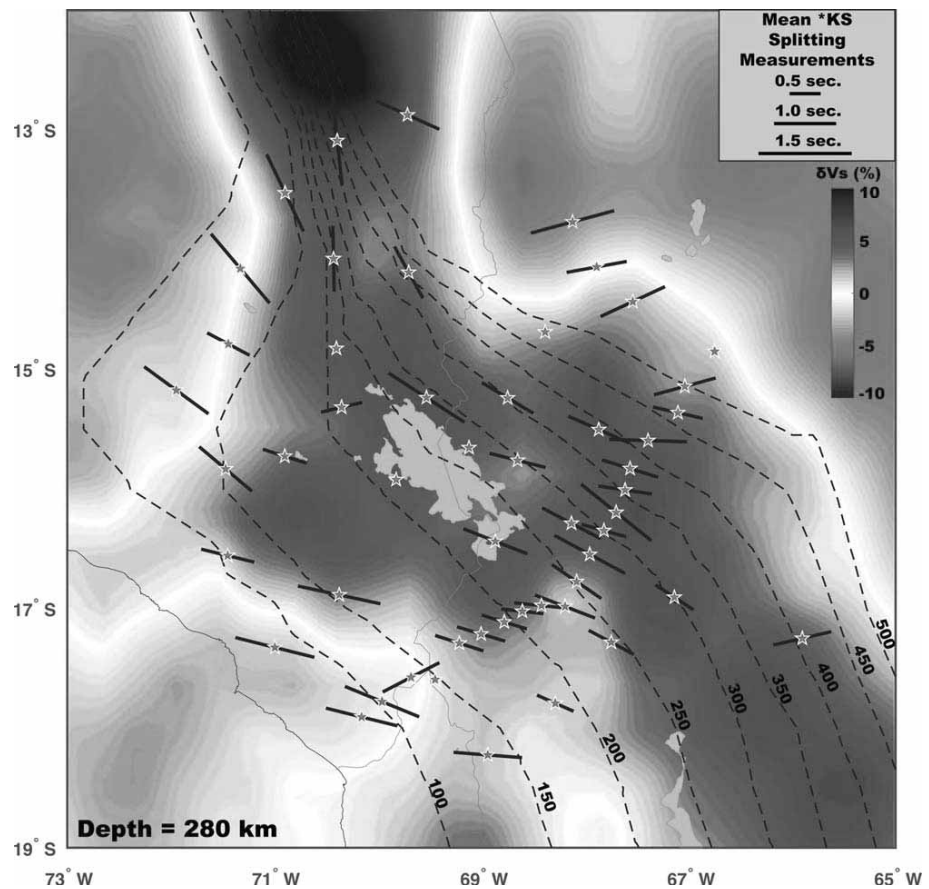 Mean *KS
Splitting
Measurements
0.5 sec.
1.0 sec.
1.5 sec.
δVs (%)
10
5
0
-5
-10
13° S
15° S
17° S
19° S
500
450
400
350
300
250
200
150
100
Depth = 280 km
73° W
71° W
69° W
67° W
65° W